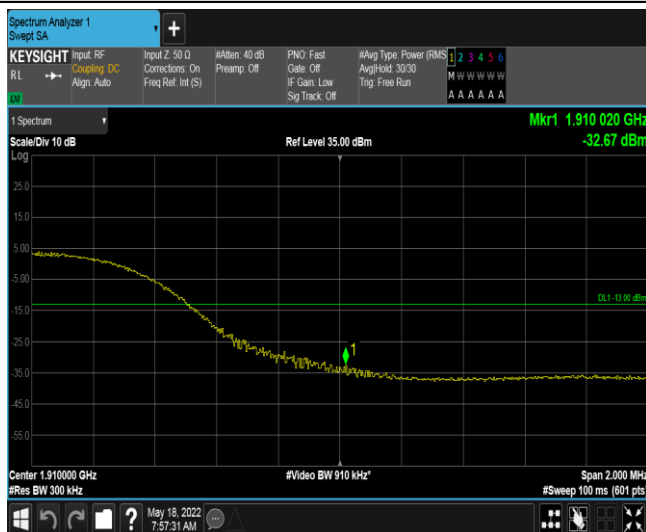 Spectrum Analyzer 1
Swept SA
KEYSIGHT
RL
LXI
Input: RF
Coupling: DC
Align: Auto
Input Z: 50 Ω
Corrections: On
Freq Ref: Int (S)
#Atten: 40 dB
Preamp: Off
PNO: Fast
Gate: Off
IF Gain: Low
Sig Track: Off
#Avg Type: Power (RMS
Avg|Hold: 30/30
Trig: Free Run
1 2 3 4 5 6
M W W W W W
A A A A A A
1 Spectrum
Mkr1 1.910 020 GHz
Scale/Div 10 dB
Ref Level 35.00 dBm
-32.67 dBm
Log
25.0
15.0
5.00
-5.00
DL1 -13.00 dBm
-15.0
-25.0
1
-35.0
-45.0
-55.0
Center 1.910000 GHz
#Video BW 910 kHz*
Span 2.000 MHz
#Res BW 300 kHz
#Sweep 100 ms (601 pts)
?
May 18, 2022
7:57:31 AM